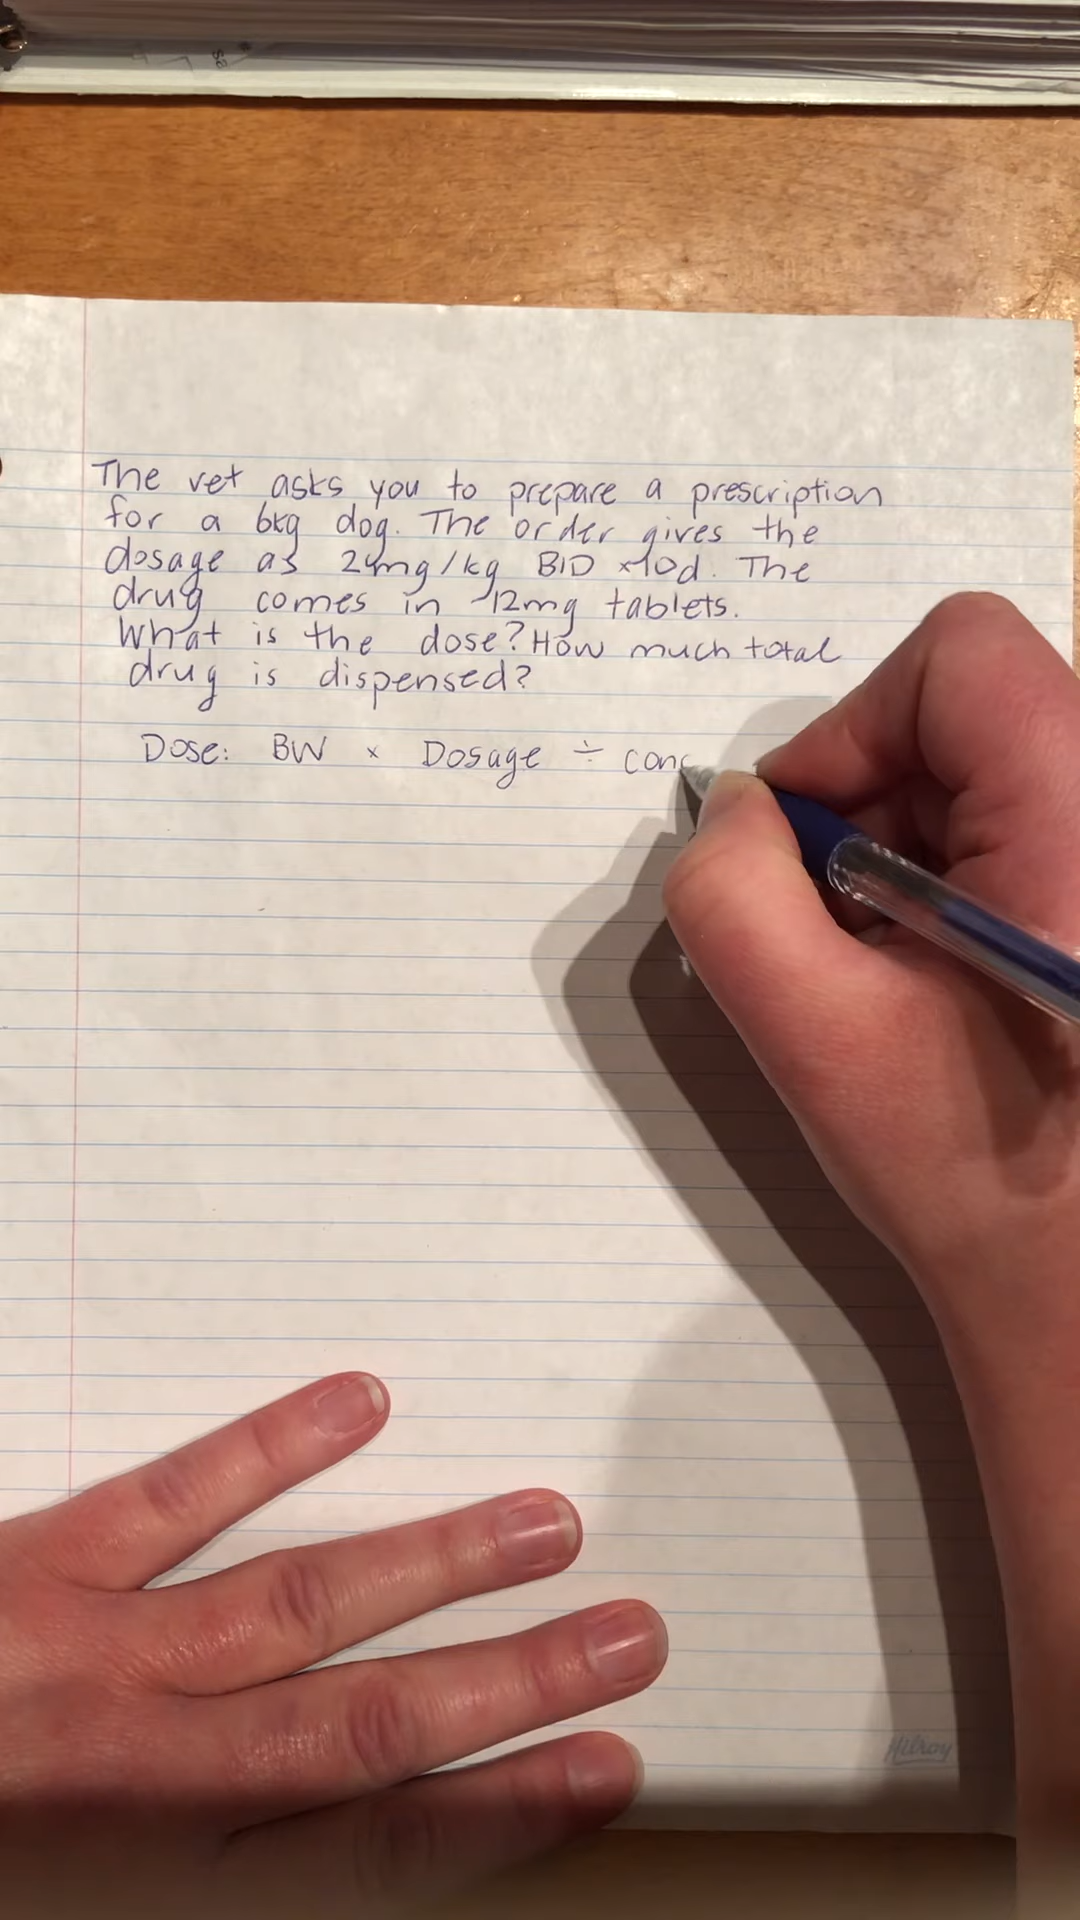 The vet asks you to prepare a prescription
for a 6kg dog. The order gives the
dosage as 24mg/kg BID x10d. The
drug comes in 12mg tablets.
What is the dose? How much total
drug is dispensed?
Dose: BW x Dosage ÷ conc
Hilroy